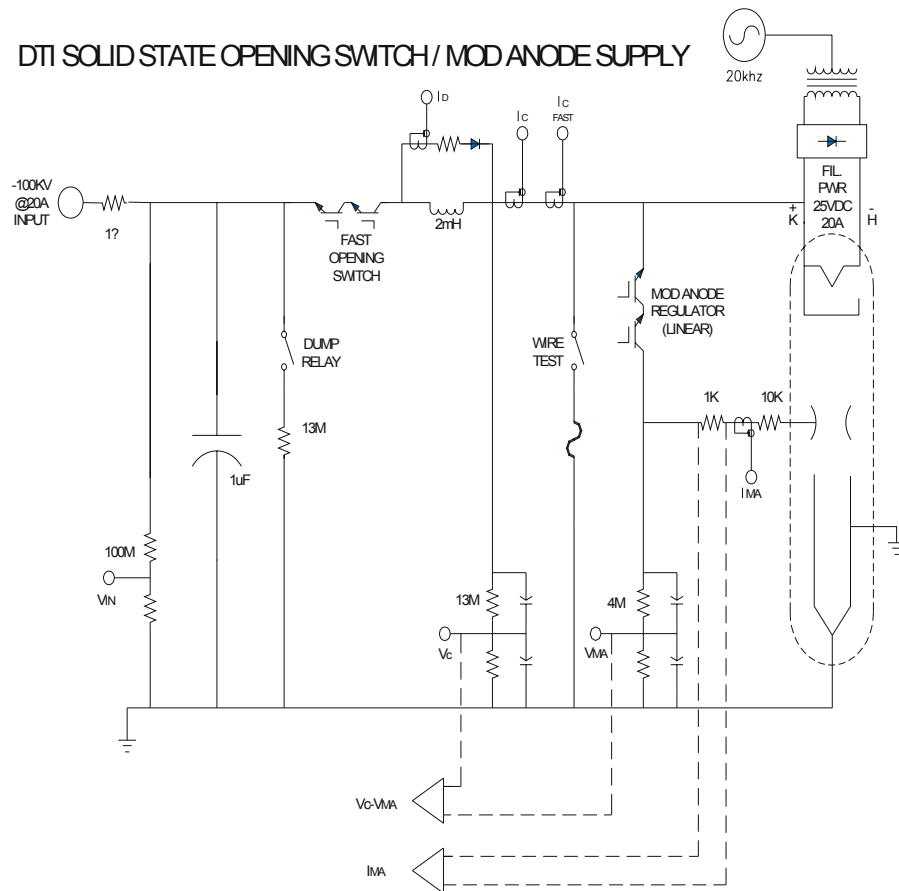 DTI SOLID STATE OPENING SWITCH / MOD ANODE SUPPLY
20khz
ID
IC
IC
FAST
-100KV
@20A
INPUT
1?
FAST
OPENING
SWITCH
2mH
FIL.
PWR
25VDC
20A
+
K
-
H
DUMP
RELAY
13M
1uF
WIRE
TEST
MOD ANODE
REGULATOR
(LINEAR)
1K
10K
IMA
100M
VIN
13M
VC
4M
VMA
VC-VMA
IMA